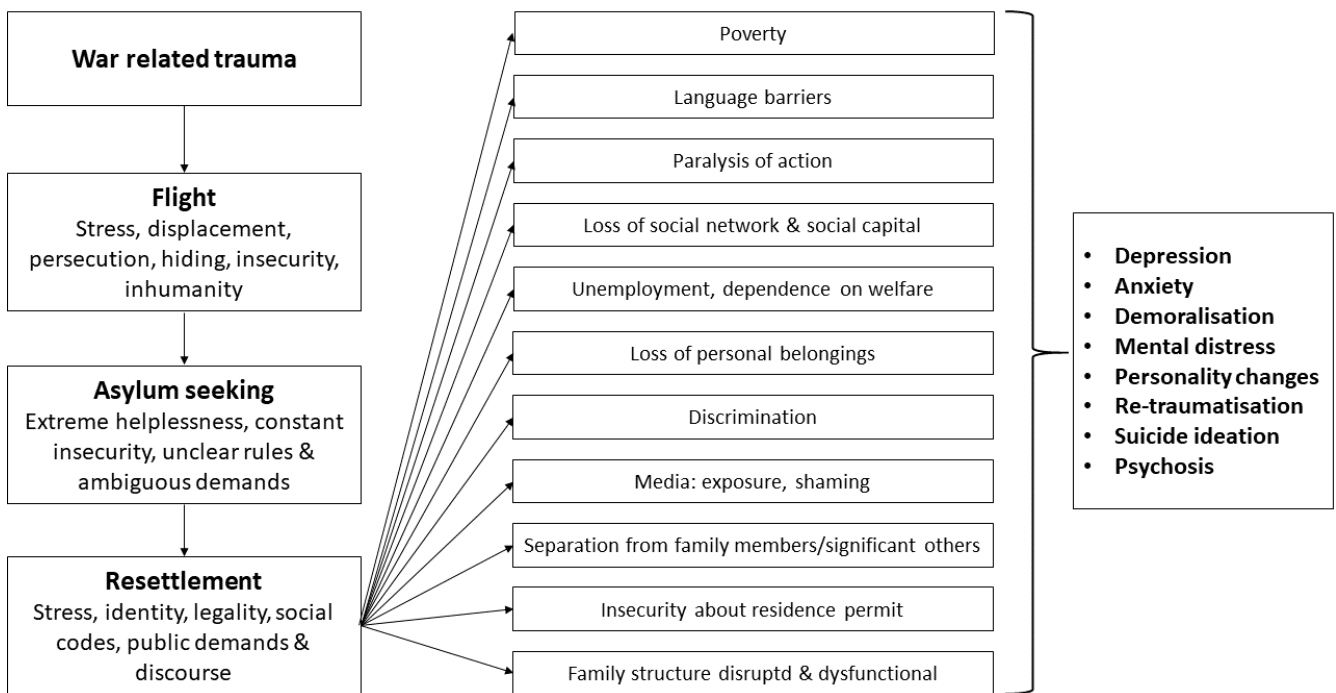 War related trauma
Flight
Stress, displacement,
persecution, hiding, insecurity,
inhumanity
Asylum seeking
Extreme helplessness, constant
insecurity, unclear rules &
ambiguous demands
Resettlement
Stress, identity, legality, social
codes, public demands &
discourse
Poverty
Language barriers
Paralysis of action
Loss of social network & social capital
Unemployment, dependence on welfare
Loss of personal belongings
Discrimination
Media: exposure, shaming
Separation from family members/significant others
Insecurity about residence permit
Family structure disruptd & dysfunctional
• Depression
• Anxiety
• Demoralisation
• Mental distress
• Personality changes
• Re-traumatisation
• Suicide ideation
• Psychosis